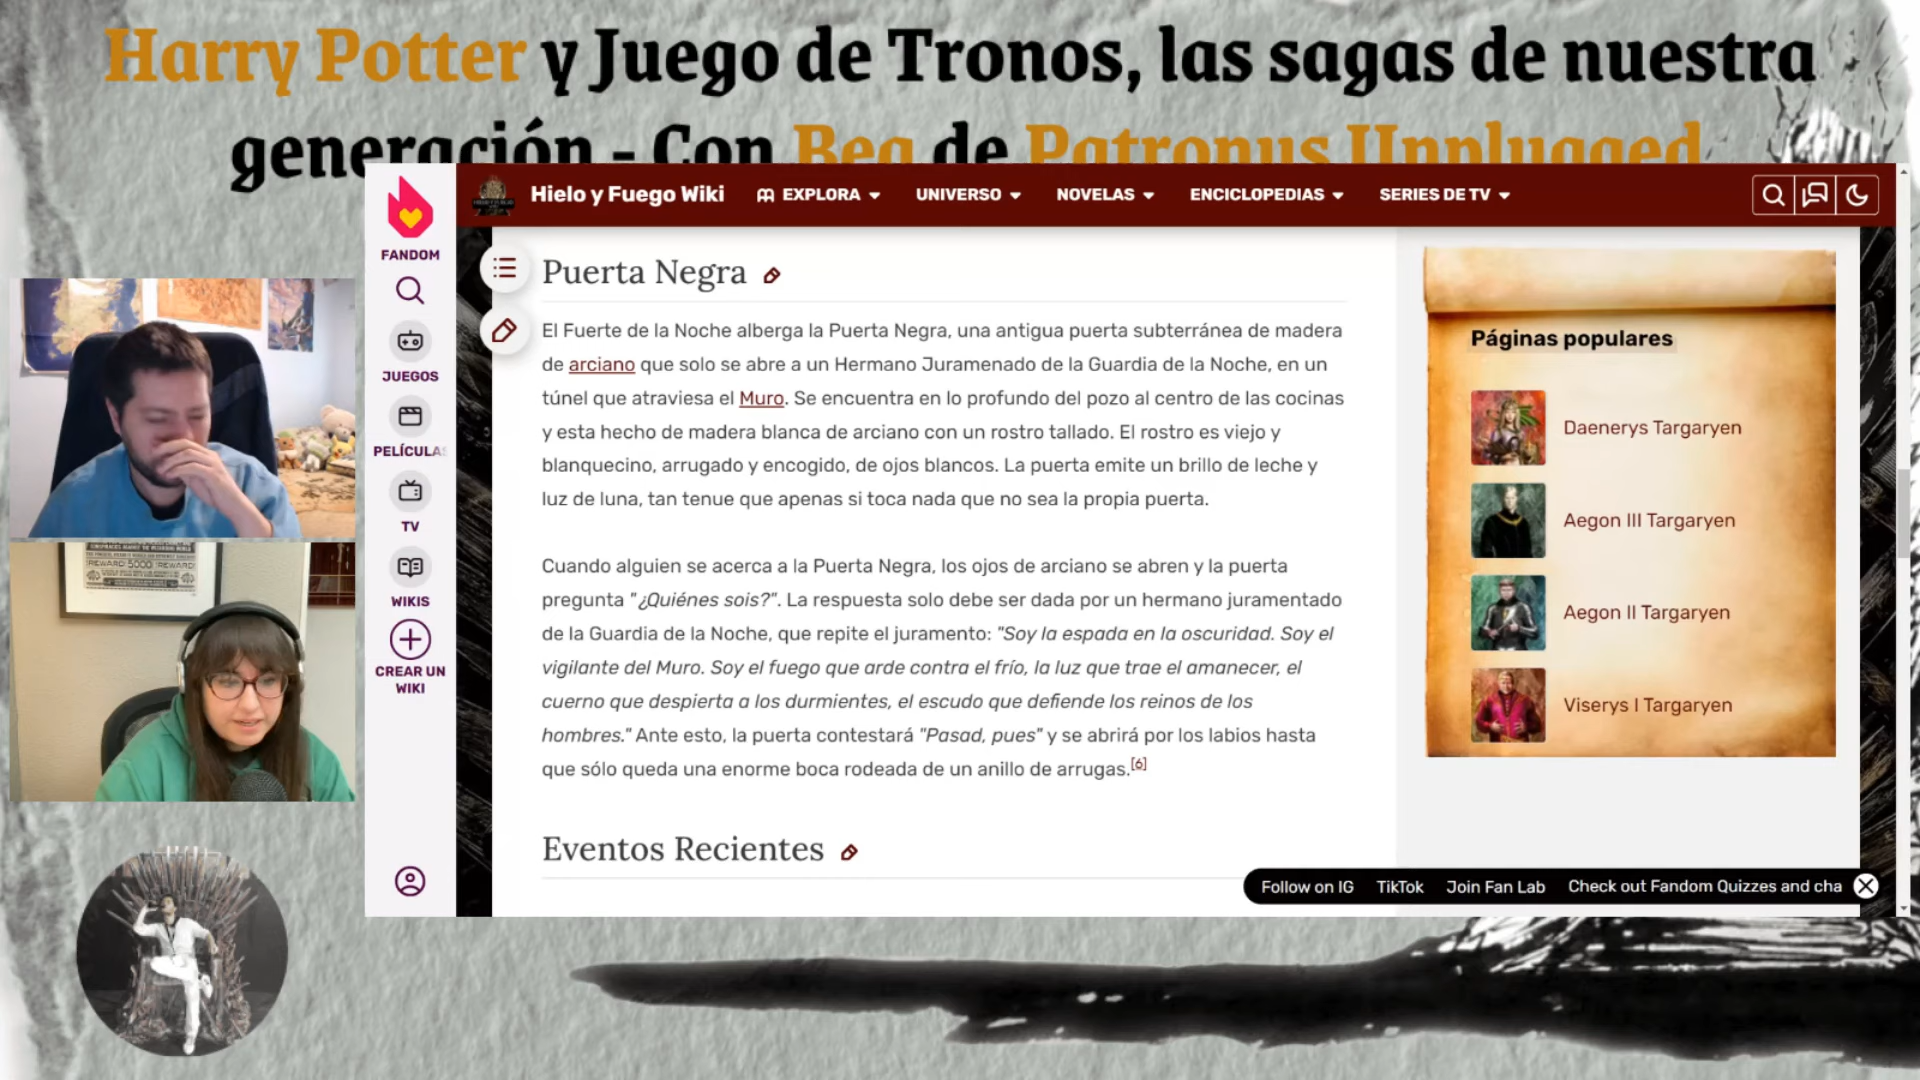 Harry Potter y Juego de Tronos, las sagas de nuestra
generación - Con Bea de Patronus Unplugged
Hielo y Fuego Wiki
EXPLORA
UNIVERSO
NOVELAS
ENCICLOPEDIAS
SERIES DE TV
FANDOM
JUEGOS
PELÍCULAS
TV
WIKIS
CREAR UN
WIKI
REWARD! 5000 REWARD!
Puerta Negra
El Fuerte de la Noche alberga la Puerta Negra, una antigua puerta subterránea de madera
de arciano que solo se abre a un Hermano Juramenado de la Guardia de la Noche, en un
túnel que atraviesa el Muro. Se encuentra en lo profundo del pozo al centro de las cocinas
y esta hecho de madera blanca de arciano con un rostro tallado. El rostro es viejo y
blanquecino, arrugado y encogido, de ojos blancos. La puerta emite un brillo de leche y
luz de luna, tan tenue que apenas si toca nada que no sea la propia puerta.
Cuando alguien se acerca a la Puerta Negra, los ojos de arciano se abren y la puerta
pregunta "¿Quiénes sois?". La respuesta solo debe ser dada por un hermano juramentado
de la Guardia de la Noche, que repite el juramento: "Soy la espada en la oscuridad. Soy el
vigilante del Muro. Soy el fuego que arde contra el frío, la luz que trae el amanecer, el
cuerno que despierta a los durmientes, el escudo que defiende los reinos de los
hombres." Ante esto, la puerta contestará "Pasad, pues" y se abrirá por los labios hasta
que sólo queda una enorme boca rodeada de un anillo de arrugas.[6]
Eventos Recientes
Páginas populares
Daenerys Targaryen
Aegon III Targaryen
Aegon II Targaryen
Viserys I Targaryen
Follow on IG
TikTok
Join Fan Lab
Check out Fandom Quizzes and cha